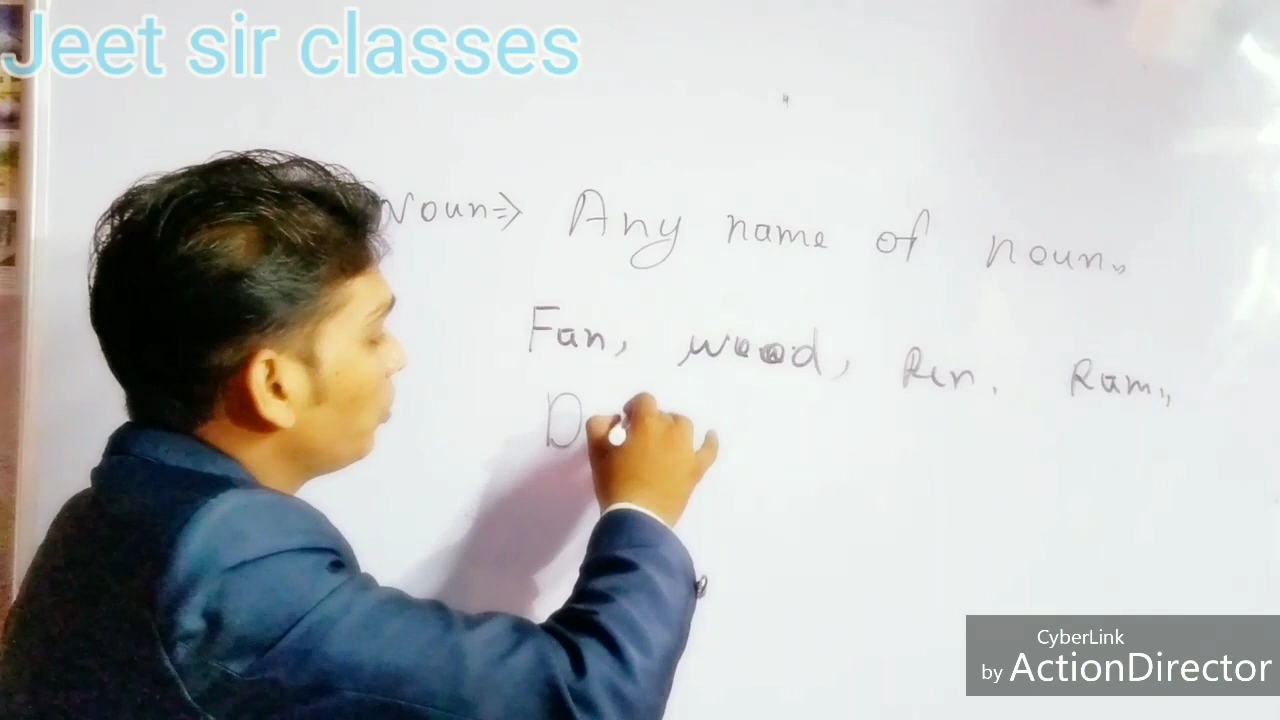 Jeet sir classes
Noun⇒ Any name of noun.
Fan, wood, Pen. Ram.,
D
CyberLink
by ActionDirector